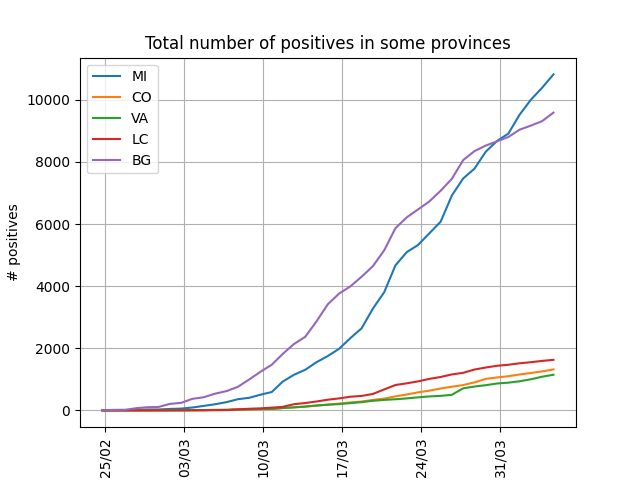 Total number of positives in some provinces
MI
CO
VA
LC
BG
10000
8000
6000
4000
2000
0
# positives
25/02
03/03
10/03
17/03
24/03
31/03